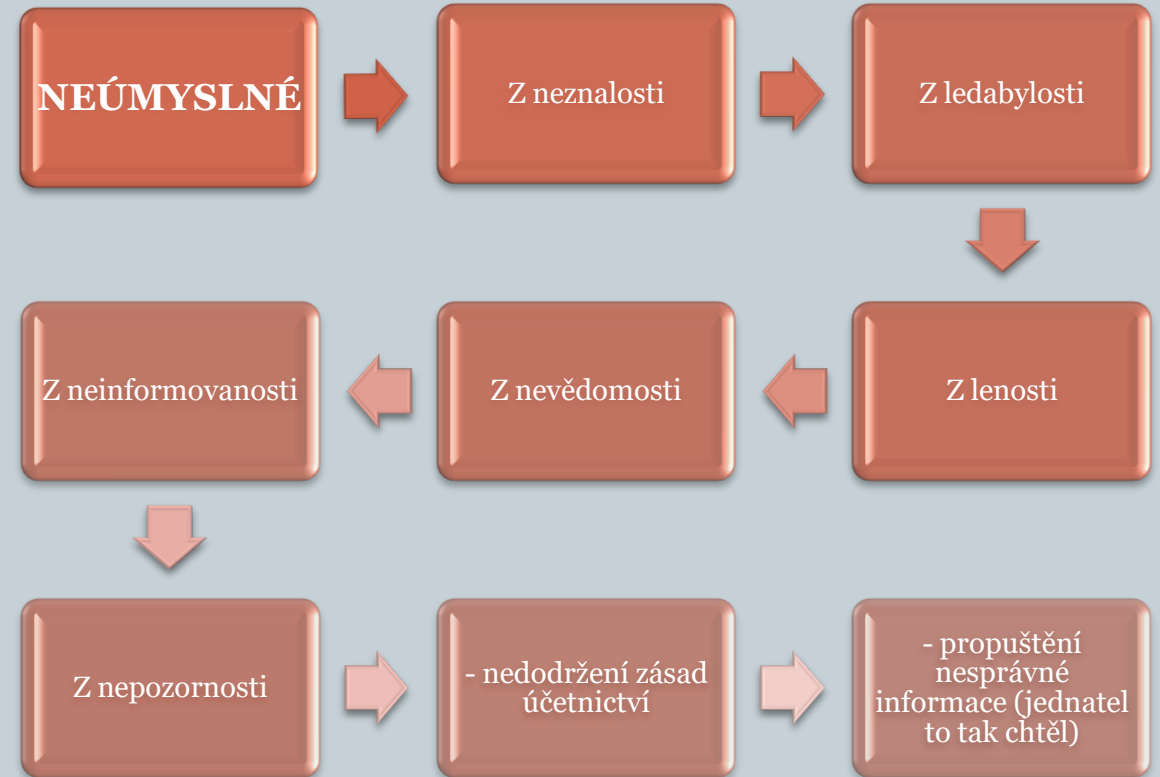 NEÚMYSLNÉ
Z neznalosti
Z ledabylosti
Z lenosti
Z nevědomosti
Z neinformovanosti
Z nepozornosti
- nedodržení zásad
účetnictví
- propuštění
nesprávné
informace (jednatel
to tak chtěl)